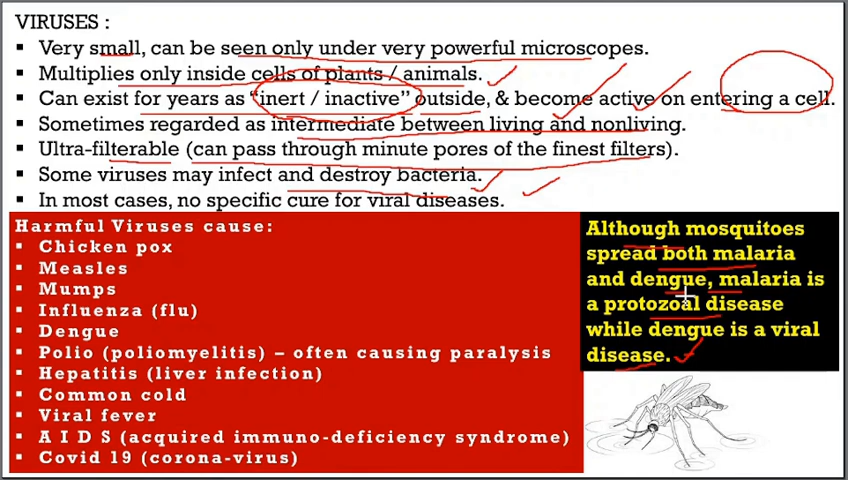 VIRUSES :
▪ Very small, can be seen only under very powerful microscopes.
▪ Multiplies only inside cells of plants / animals.
▪ Can exist for years as “inert / inactive” outside, & become active on entering a cell.
▪ Sometimes regarded as intermediate between living and nonliving.
▪ Ultra-filterable (can pass through minute pores of the finest filters).
▪ Some viruses may infect and destroy bacteria.
▪ In most cases, no specific cure for viral diseases.
Harmful Viruses cause:
▪ Chicken pox
▪ Measles
▪ Mumps
▪ Influenza (flu)
▪ Dengue
▪ Polio (poliomyelitis) – often causing paralysis
▪ Hepatitis (liver infection)
▪ Common cold
▪ Viral fever
▪ A I D S (acquired immuno-deficiency syndrome)
▪ Covid 19 (corona-virus)
Although mosquitoes
spread both malaria
and dengue, malaria is
a protozoal disease
while dengue is a viral
disease.